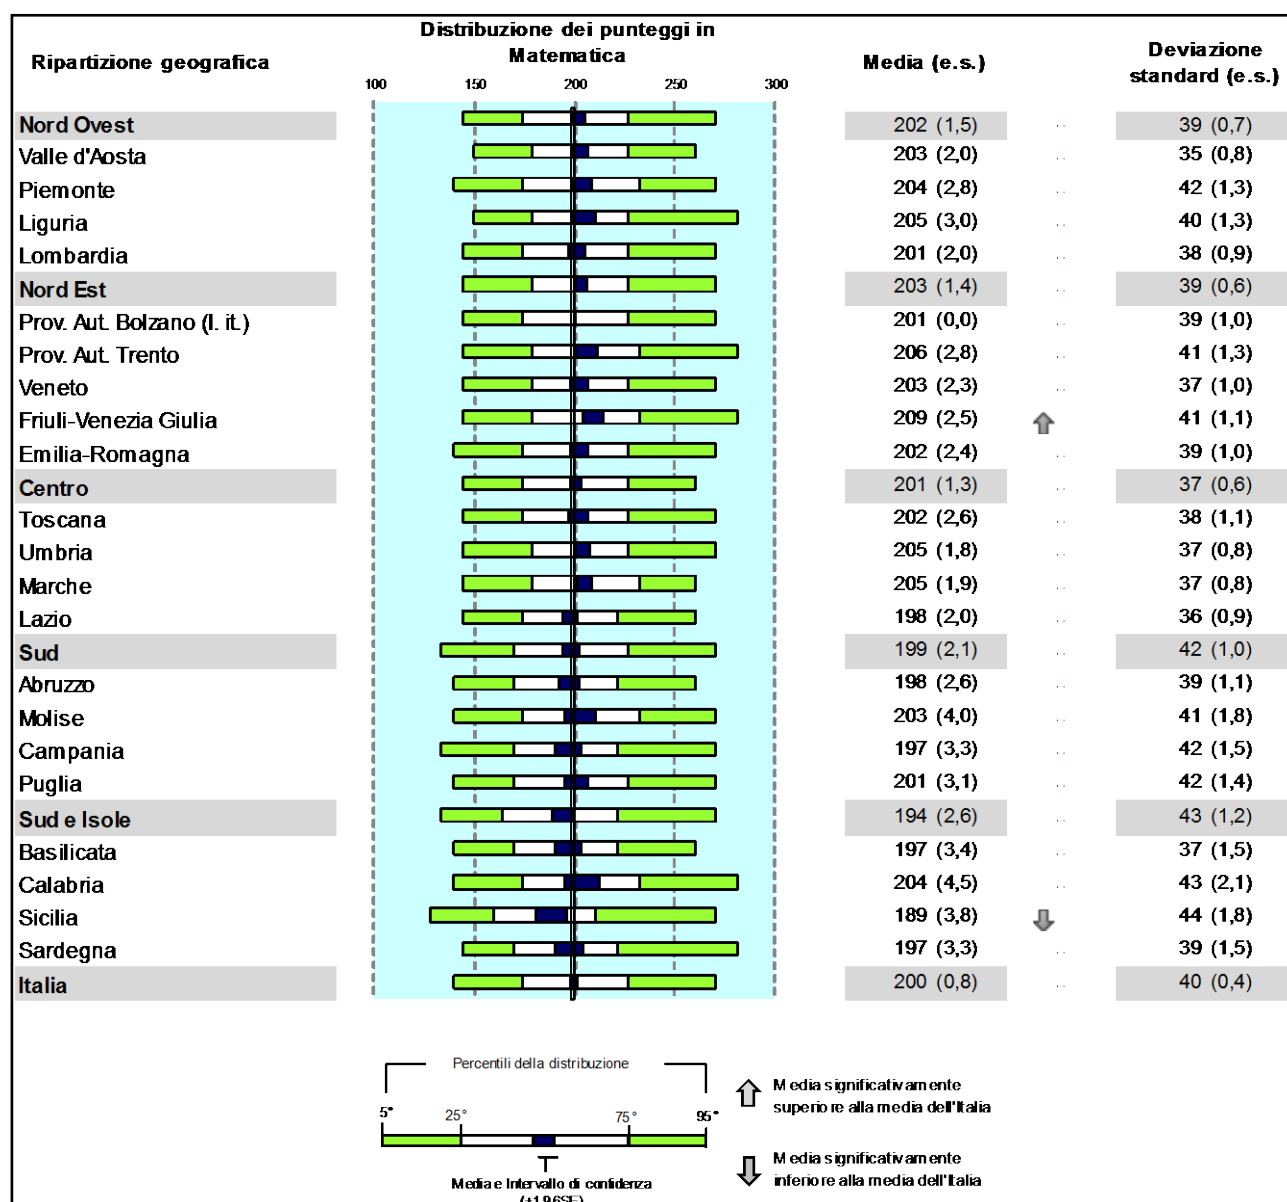 Distribuzione dei punteggi in
Matematica
Ripartizione geografica
Media (e.s.)
Deviazione
standard (e.s.)
100 150 200 250 300
Nord Ovest 202 (1,5) .. 39 (0,7)
Valle d'Aosta 203 (2,0) .. 35 (0,8)
Piemonte 204 (2,8) .. 42 (1,3)
Liguria 205 (3,0) .. 40 (1,3)
Lombardia 201 (2,0) .. 38 (0,9)
Nord Est 203 (1,4) .. 39 (0,6)
Prov. Aut. Bolzano (l. it.) 201 (0,0) .. 39 (1,0)
Prov. Aut. Trento 206 (2,8) .. 41 (1,3)
Veneto 203 (2,3) .. 37 (1,0)
Friuli-Venezia Giulia 209 (2,5) .. 41 (1,1)
Emilia-Romagna 202 (2,4) .. 39 (1,0)
Centro 201 (1,3) .. 37 (0,6)
Toscana 202 (2,6) .. 38 (1,1)
Umbria 205 (1,8) .. 37 (0,8)
Marche 205 (1,9) .. 37 (0,8)
Lazio 198 (2,0) .. 36 (0,9)
Sud 199 (2,1) .. 42 (1,0)
Abruzzo 198 (2,6) .. 39 (1,1)
Molise 203 (4,0) .. 41 (1,8)
Campania 197 (3,3) .. 42 (1,5)
Puglia 201 (3,1) .. 42 (1,4)
Sud e Isole 194 (2,6) .. 43 (1,2)
Basilicata 197 (3,4) .. 37 (1,5)
Calabria 204 (4,5) .. 43 (2,1)
Sicilia 189 (3,8) .. 44 (1,8)
Sardegna 197 (3,3) .. 39 (1,5)
Italia 200 (0,8) .. 40 (0,4)
Percentili della distribuzione
5° 25° 75° 95°
Media e Intervallo di confidenza
(±1.96SE)
Media significativamente
superiore alla media dell'Italia
Media significativamente
inferiore alla media dell'Italia